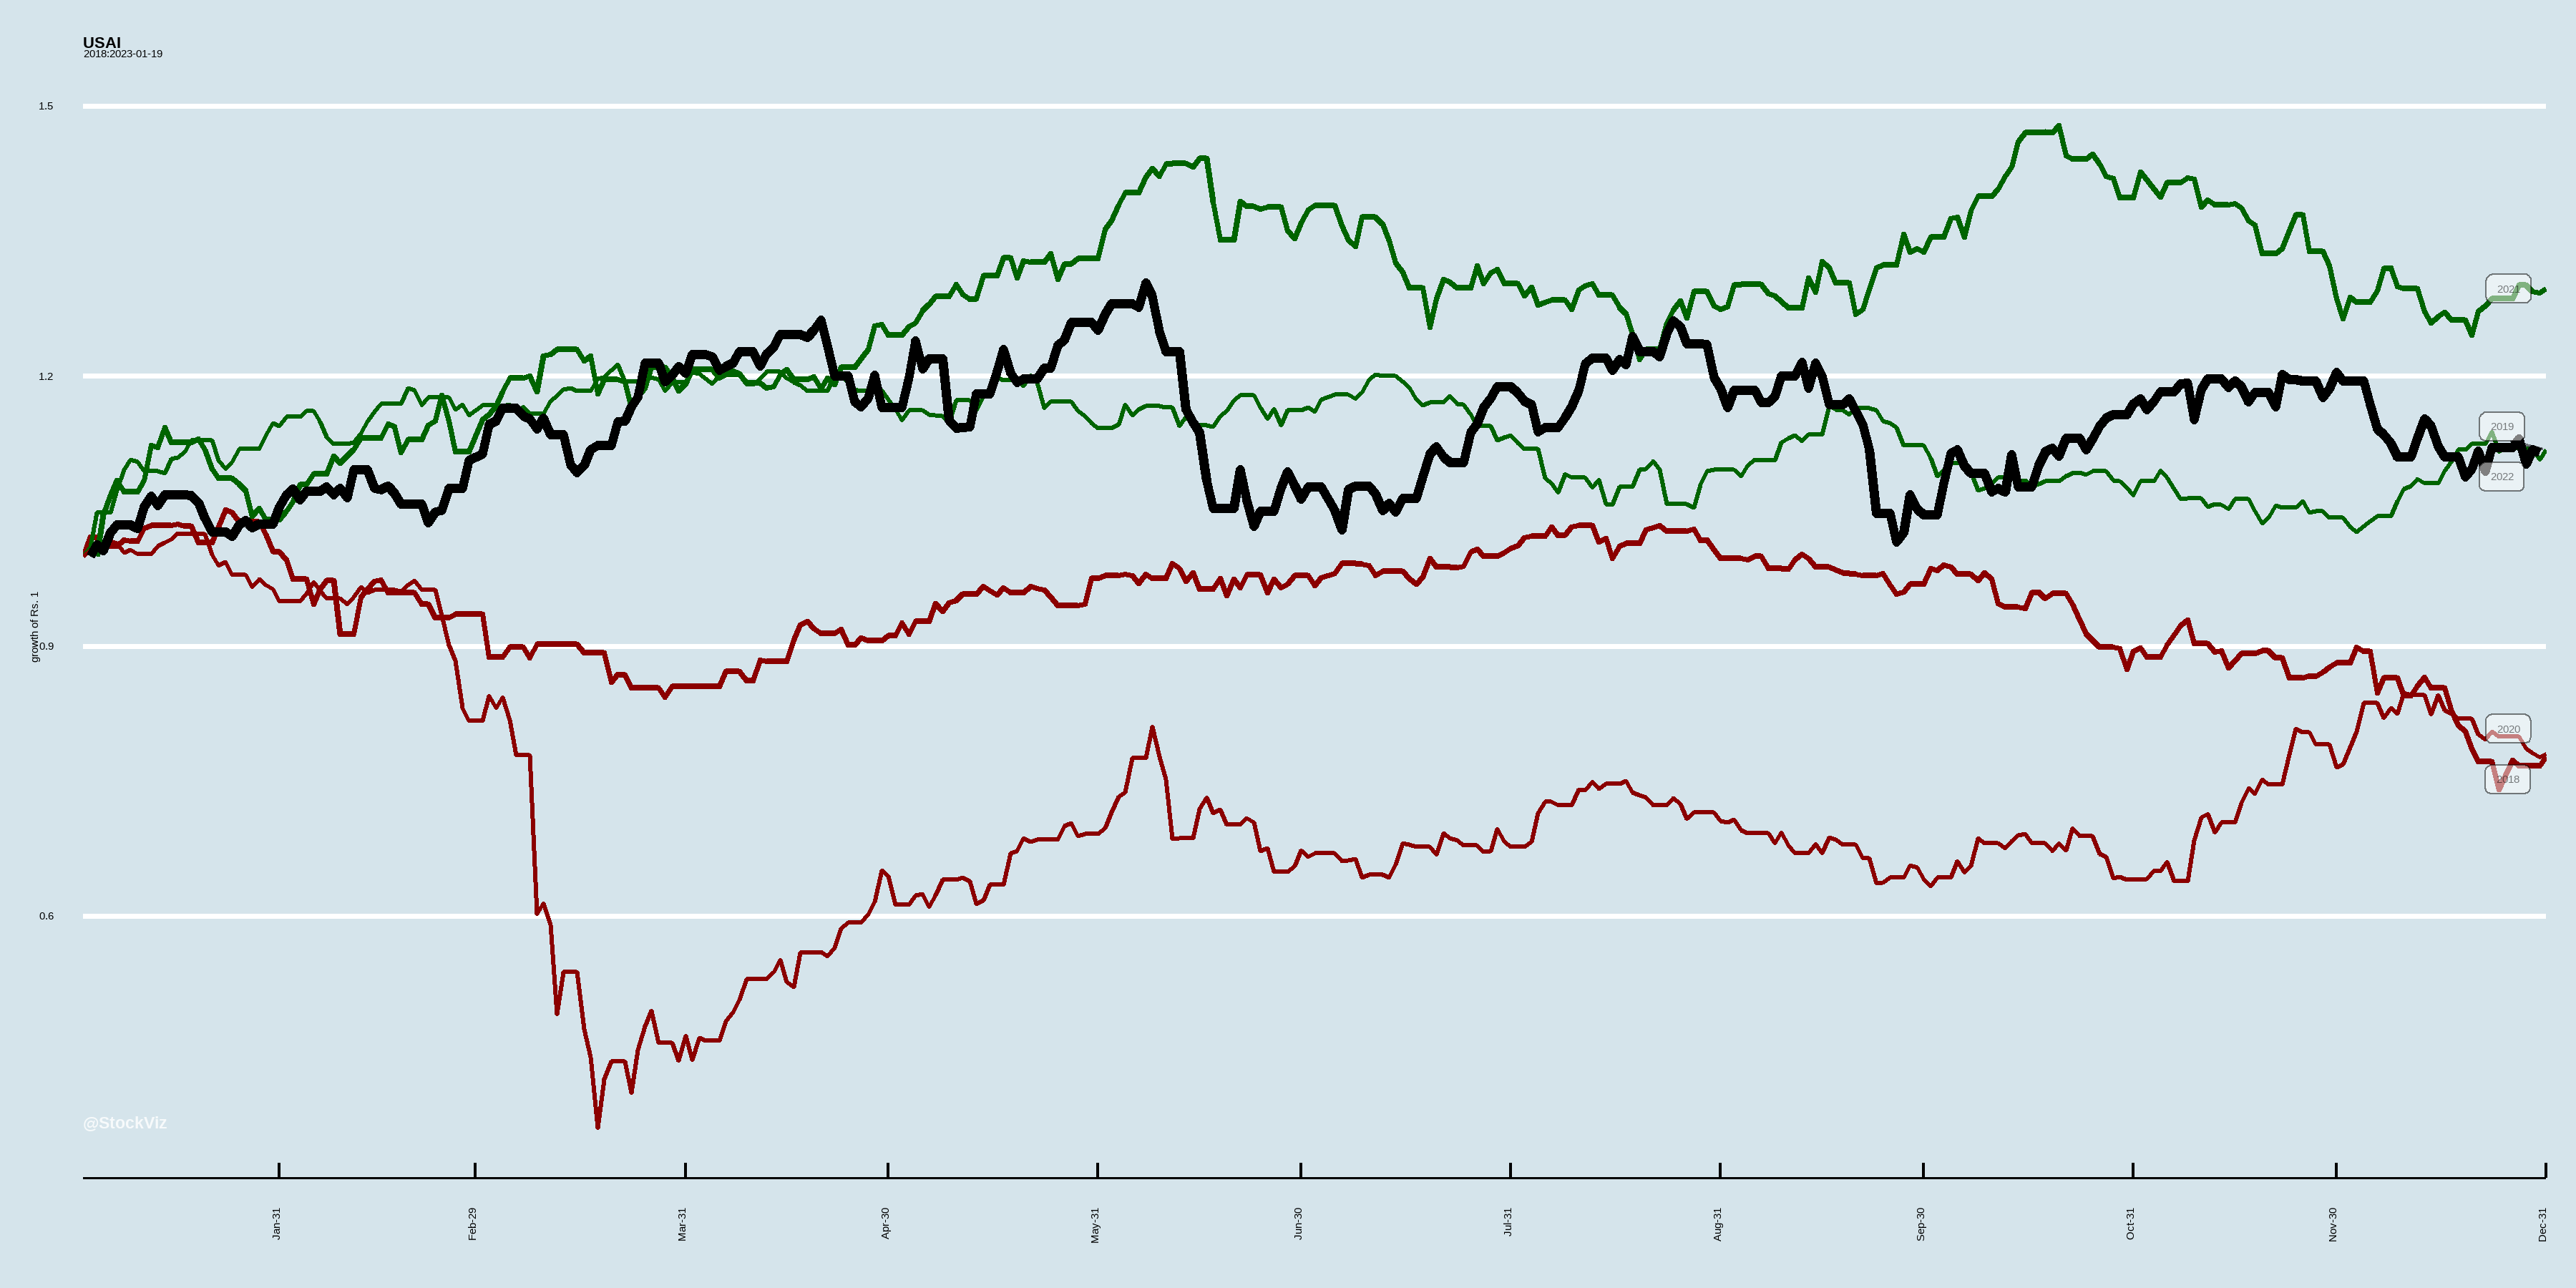 USAI
2018:2023-01-19
1.5
1.2
0.9
0.6
growth of Rs. 1
2021
2019
2022
2020
2018
@StockViz
Jan-31
Feb-29
Mar-31
Apr-30
May-31
Jun-30
Jul-31
Aug-31
Sep-30
Oct-31
Nov-30
Dec-31